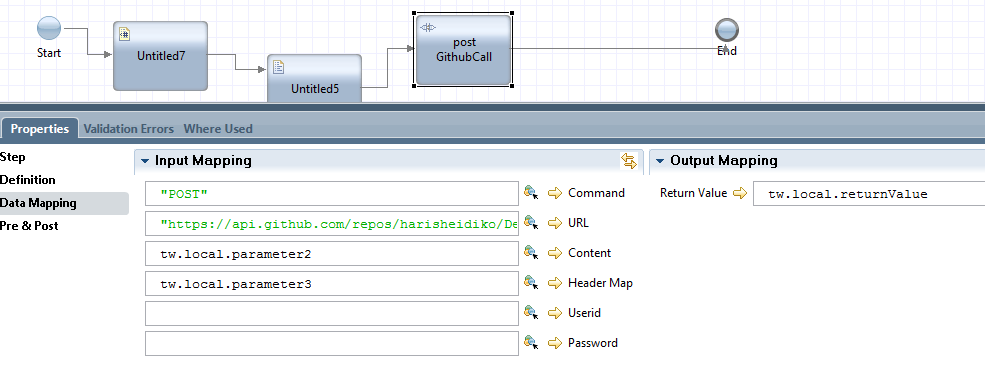 Start
Untitled7
Untitled5
post
GithubCall
End
Properties Validation Errors Where Used
Step
Definition
Data Mapping
Pre & Post
Input Mapping
"POST" Command
"https://api.github.com/repos/harisheidiko/De URL
tw.local.parameter2 Content
tw.local.parameter3 Header Map
Userid
Password
Output Mapping
Return Value tw.local.returnValue